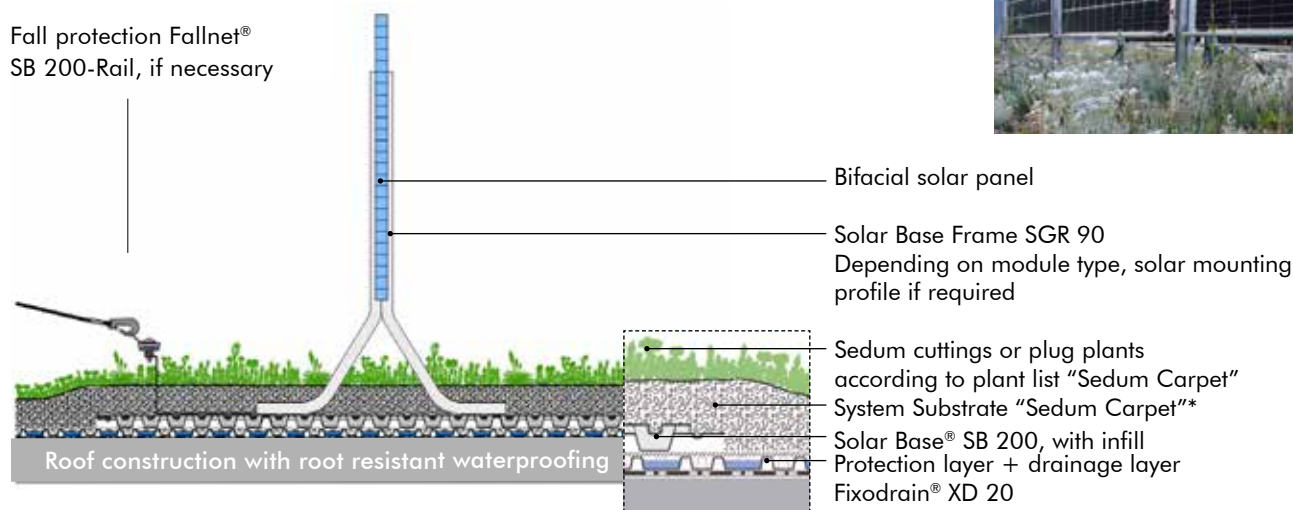 Fall protection Fallnet®
SB 200-Rail, if necessary
Bifacial solar panel
Solar Base Frame SGR 90
Depending on module type, solar mounting
profile if required
Sedum cuttings or plug plants
according to plant list “Sedum Carpet”
System Substrate “Sedum Carpet”*
Solar Base® SB 200, with infill
Protection layer + drainage layer
Fixodrain® XD 20
Roof construction with root resistant waterproofing